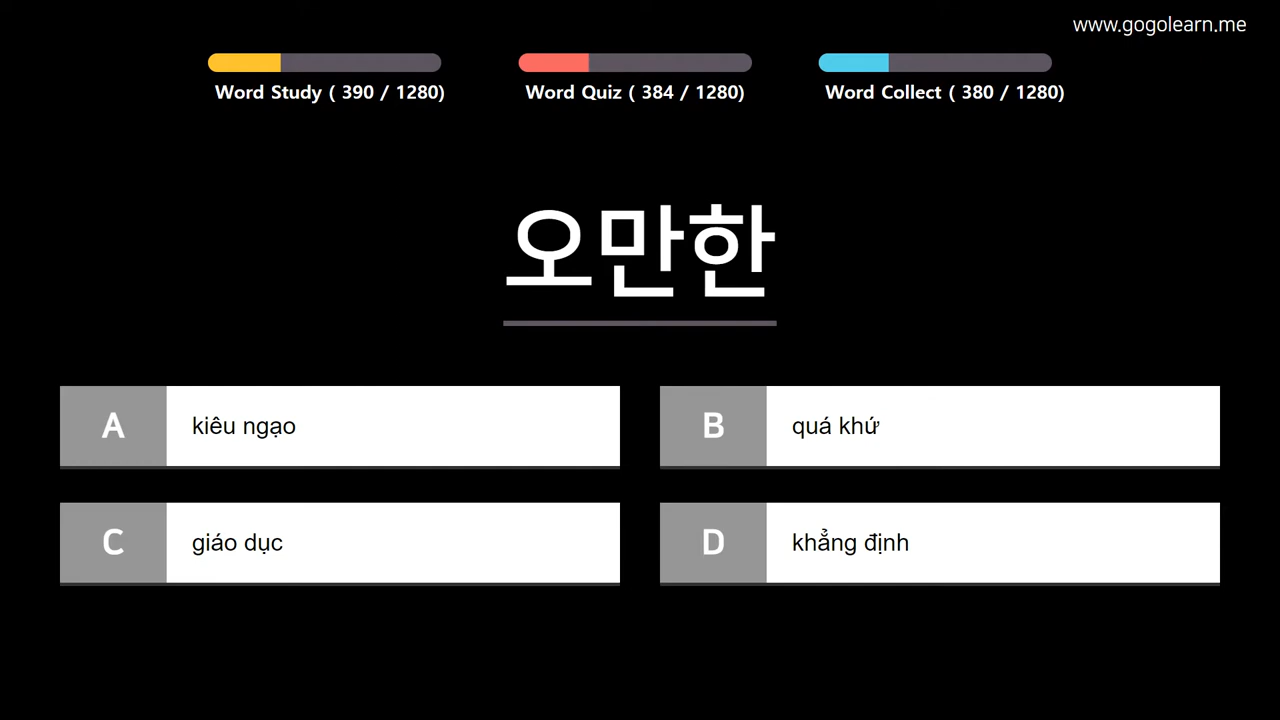 www.gogolearn.me
Word Study ( 390 / 1280)
Word Quiz ( 384 / 1280)
Word Collect ( 380 / 1280)
오만한
A kiêu ngạo
B quá khứ
C giáo dục
D khẳng định